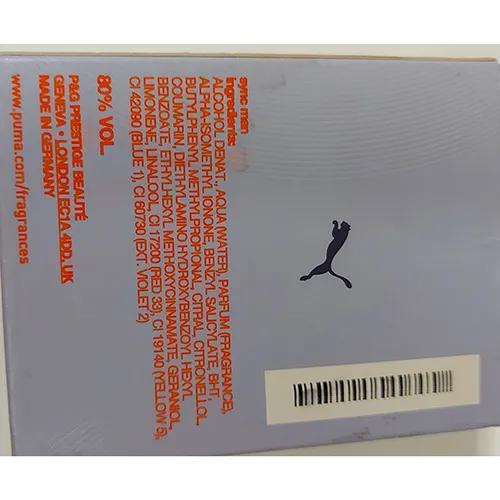 sync man
ingredients:
ALCOHOL DENAT., AQUA (WATER), PARFUM (FRAGRANCE),
ALPHA-ISOMETHYL IONONE, BENZYL SALICYLATE, BHT,
BUTYLPHENYL METHYLPROPIONAL, CITRAL, CITRONELLOL,
COUMARIN, DIETHYLAMINO HYDROXYBENZOYL HEXYL
BENZOATE, ETHYLHEXYL METHOXYCINNAMATE, GERANIOL,
LIMONENE, LINALOOL, CI 17200 (RED 33), CI 19140 (YELLOW 5),
CI 42090 (BLUE 1), CI 60730 (EXT. VIOLET 2)
80% VOL.
P&G PRESTIGE BEAUTÉ
GENEVA • LONDON EC1A 4DD, UK
MADE IN GERMANY
www.puma.com/fragrances